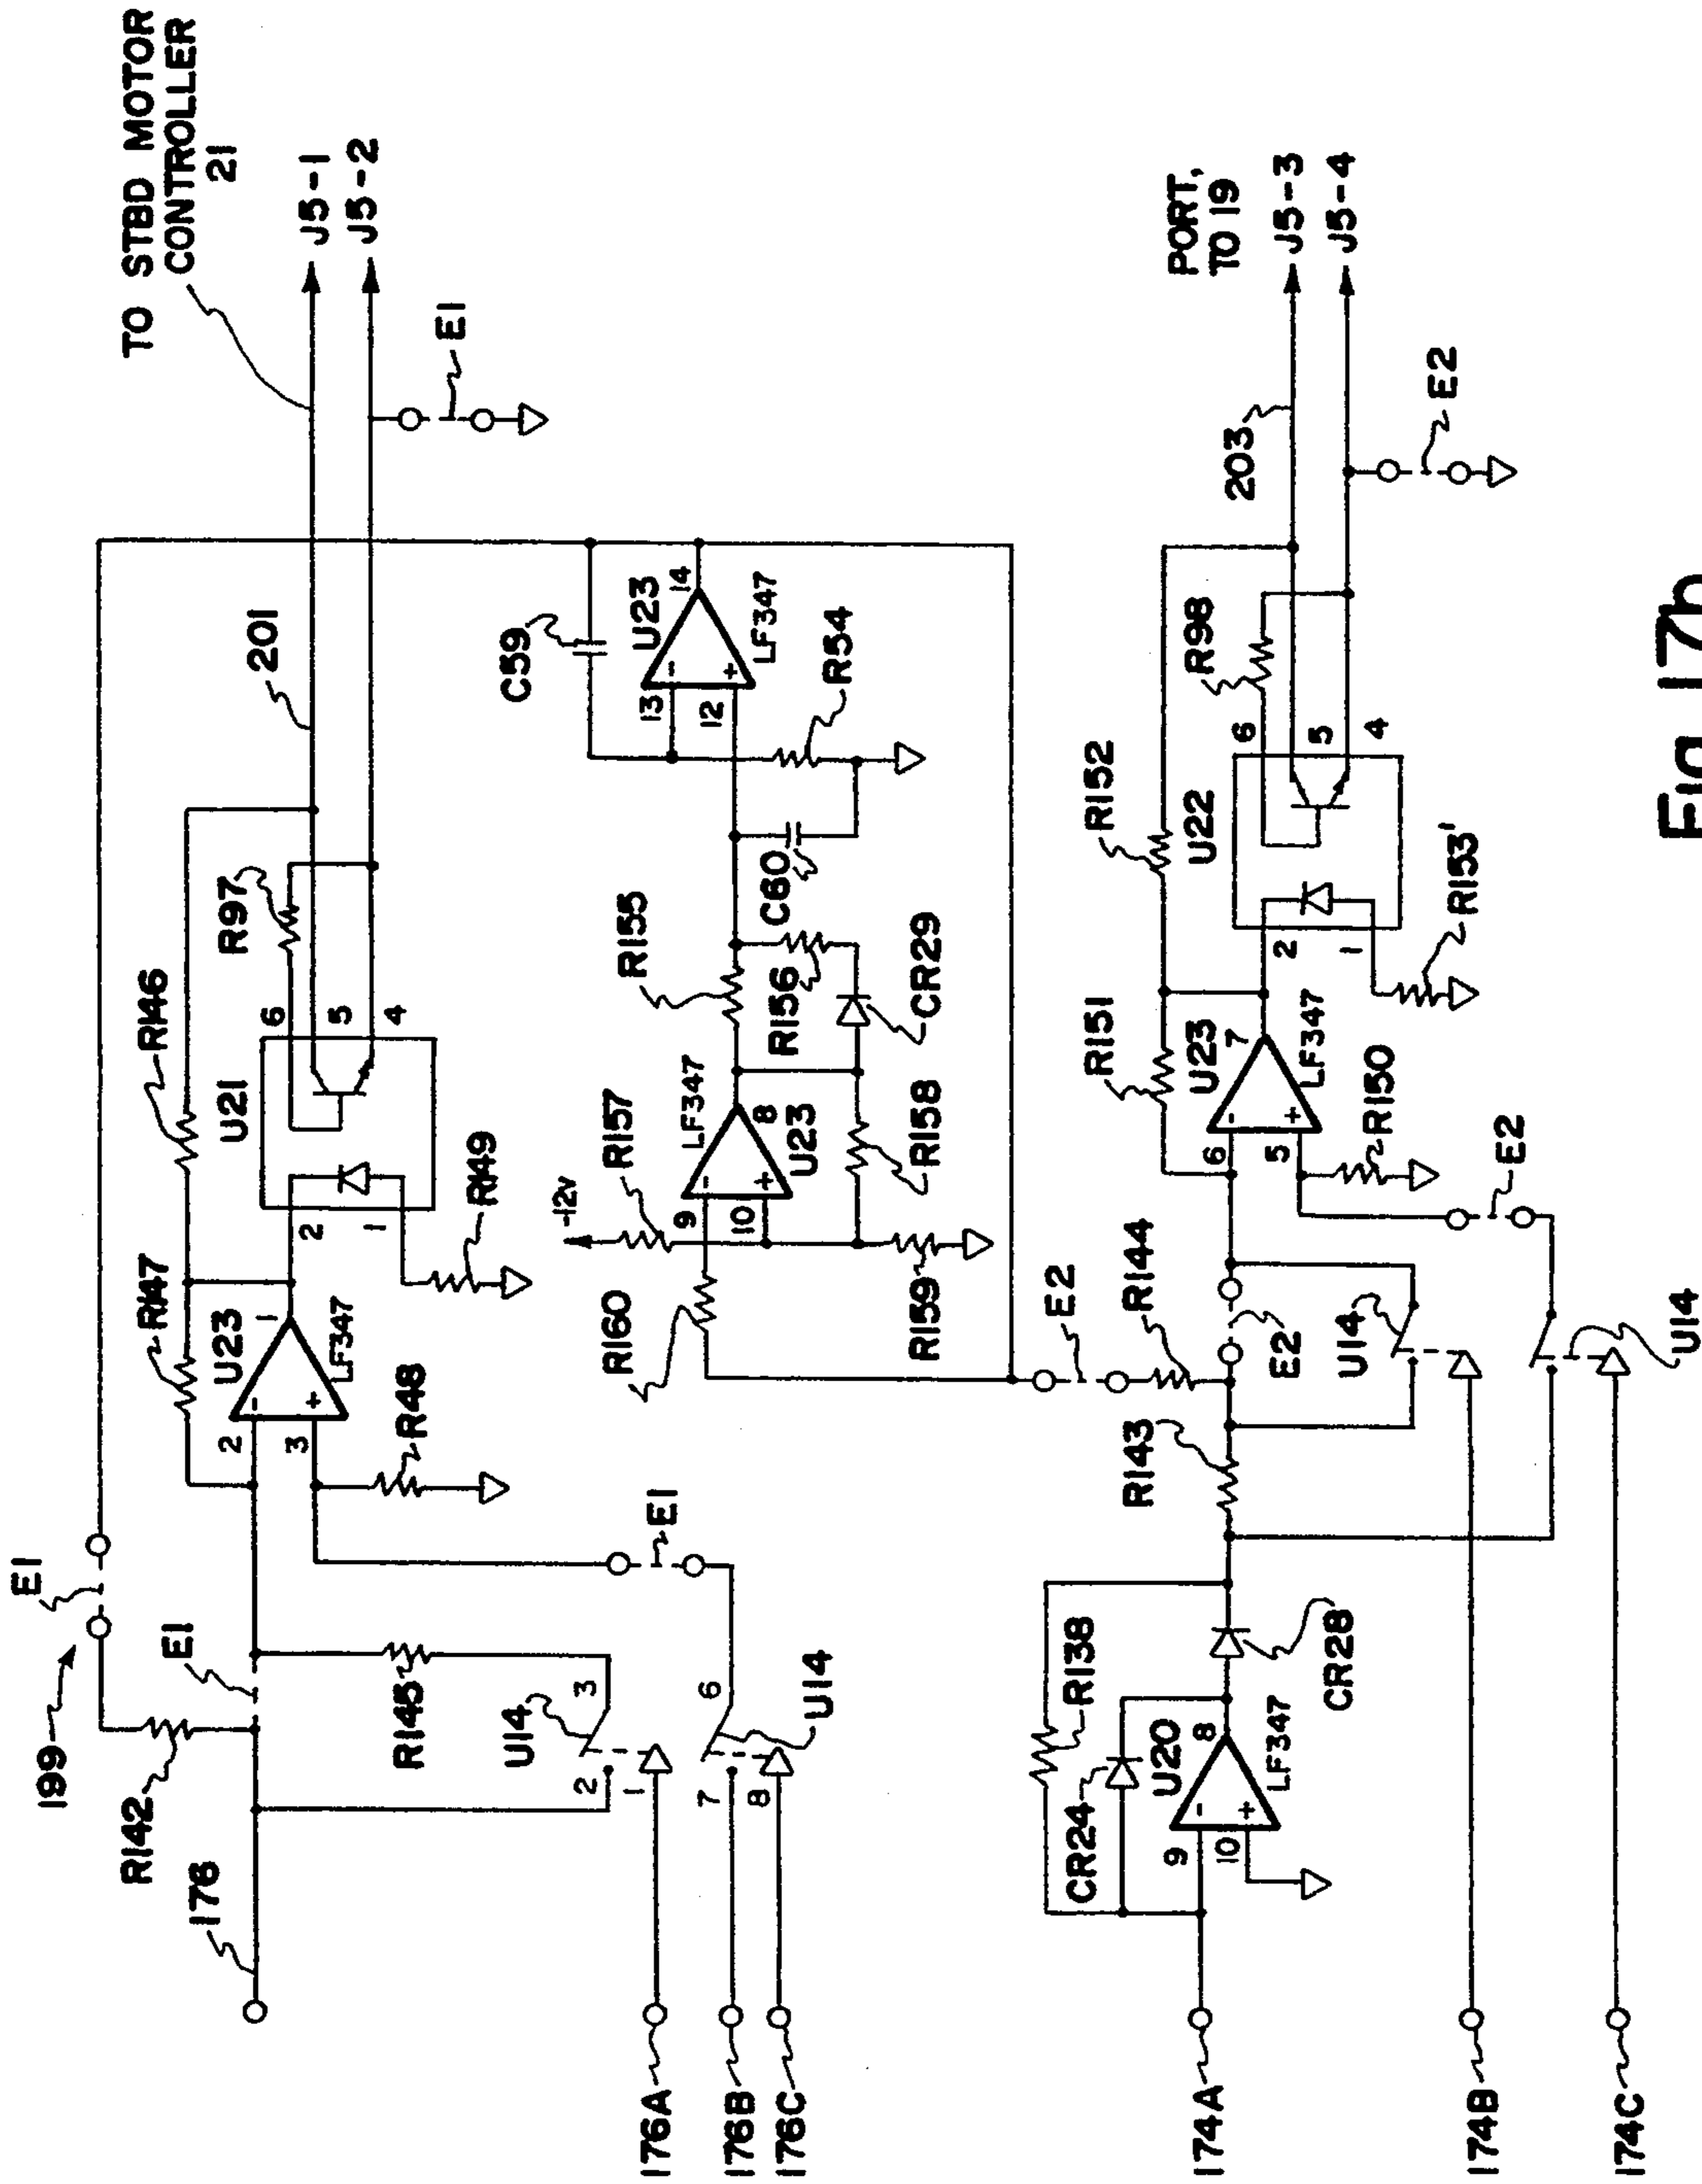 TO STBD MOTOR
CONTROLLER
21
J5-1
J5-2
201
E1
199
E1
R142
176
E1
R147
R146
R97
U21
6
5
4
2
1
R149
U23
LF347
2
3
1
R48
R145
U14
3
2
1
E1
6
7
8
U14
176A
176B
176C
C59
U23
14
13
12
LF347
R54
R155
C60
R156
CR29
-12v
R157
LF347
9
10
8
U23
R158
R160
R159
E2
R144
PORT,
TO 19
J5-3
J5-4
203
E2
R152
R98
U22
6
5
4
2
1
R153'
R151
U23
7
6
5
LF347
R150
E2
R143
E2
U14
U14
R138
CR24
U20
8
9
10
LF347
CR28
174A
174B
174C
Fig. 17b